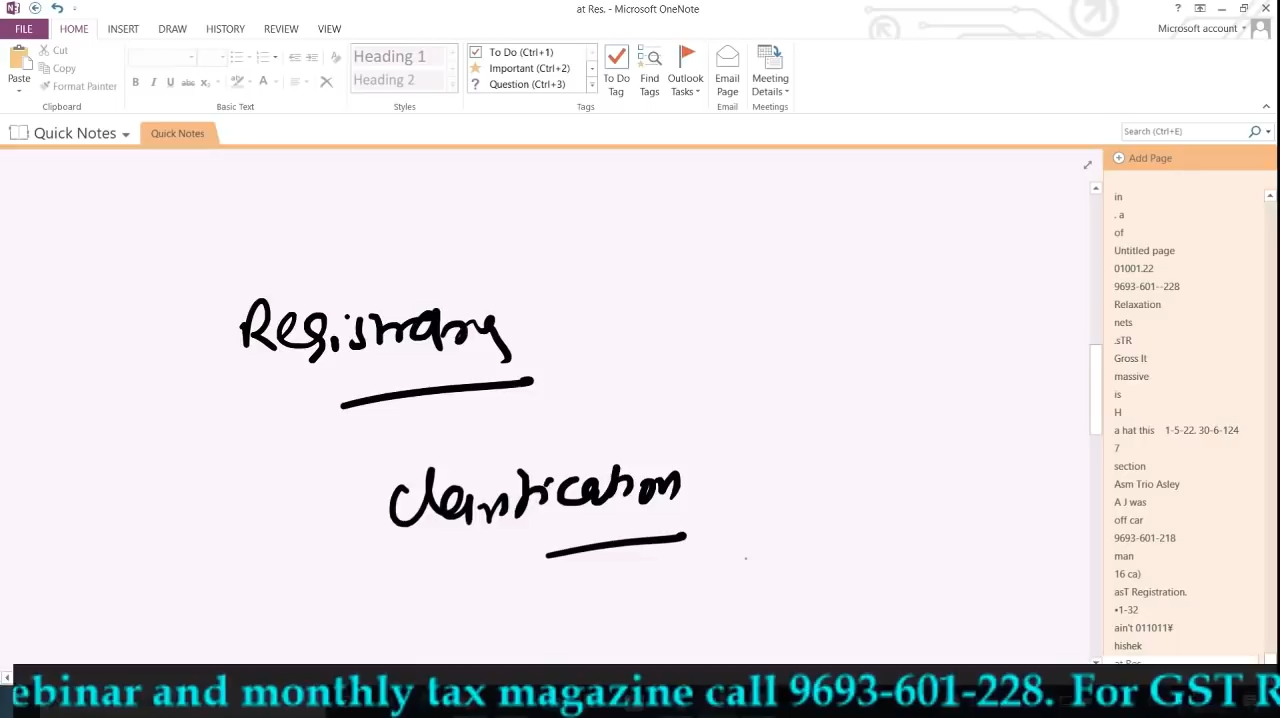 at Res. - Microsoft OneNote
FILE HOME INSERT DRAW HISTORY REVIEW VIEW
Microsoft account
Paste
Cut
Copy
Format Painter
Clipboard
B I U abc X₂ A
Basic Text
Heading 1
Heading 2
Styles
To Do (Ctrl+1)
Important (Ctrl+2)
Question (Ctrl+3)
To Do Tag
Find Tags
Tags
Outlook Tasks
Email Page
Email
Meeting Details
Meetings
Quick Notes
Quick Notes
Search (Ctrl+E)
Add Page
in
. a
of
Untitled page
01001.22
9693-601--228
Relaxation
nets
.sTR
Gross It
massive
is
H
a hat this 1-5-22. 30-6-124
7
section
Asm Trio Asley
A J was
off car
9693-601-218
man
16 ca)
asT Registration.
•1-32
ain't 011011¥
hishek
at Res.
ebinar and monthly tax magazine call 9693-601-228. For GST R